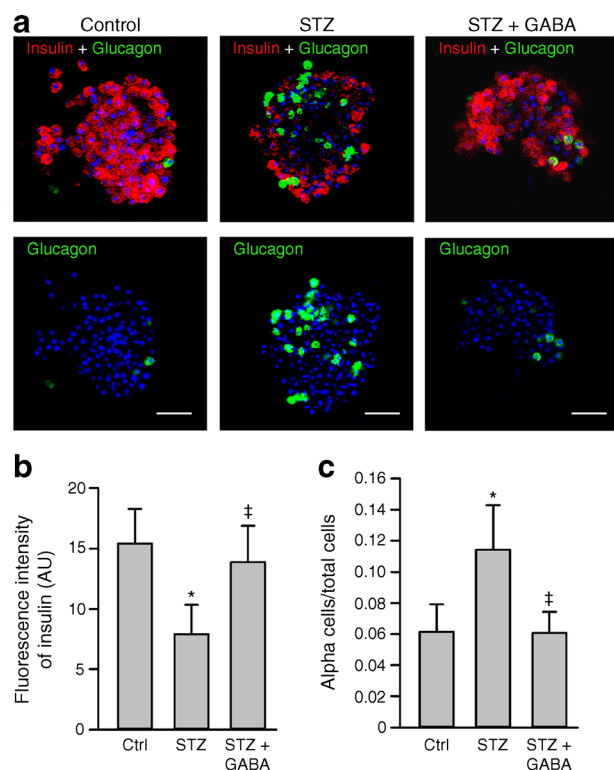 a
Control
STZ
STZ + GABA
Insulin + Glucagon
Insulin + Glucagon
Insulin + Glucagon
Glucagon
Glucagon
Glucagon
b
Fluorescence intensity
of insulin (AU)
20
15
10
5
0
*
‡
Ctrl
STZ
STZ +
GABA
c
Alpha cells/total cells
0.16
0.14
0.12
0.10
0.08
0.06
0.04
0.02
0
*
‡
Ctrl
STZ
STZ +
GABA